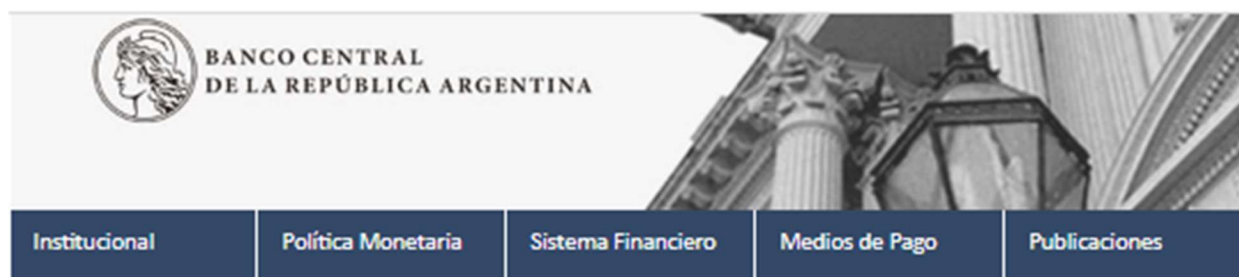 BANCO CENTRAL
DE LA REPÚBLICA ARGENTINA
Institucional
Política Monetaria
Sistema Financiero
Medios de Pago
Publicaciones